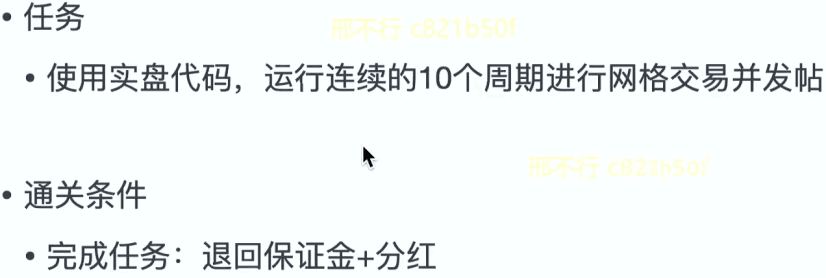 • 任务
邢不行 c821b50f
• 使用实盘代码，运行连续的10个周期进行网格交易并发帖
邢不行 c821b50f
• 通关条件
• 完成任务：退回保证金+分红